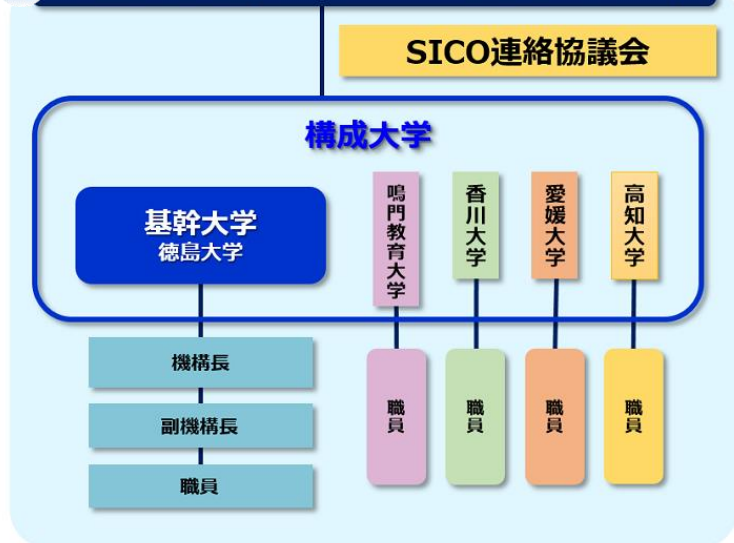 SICO連絡協議会
構成大学
基幹大学
徳島大学
鳴門教育大学
香川大学
愛媛大学
高知大学
機構長
副機構長
職員
職員
職員
職員
職員